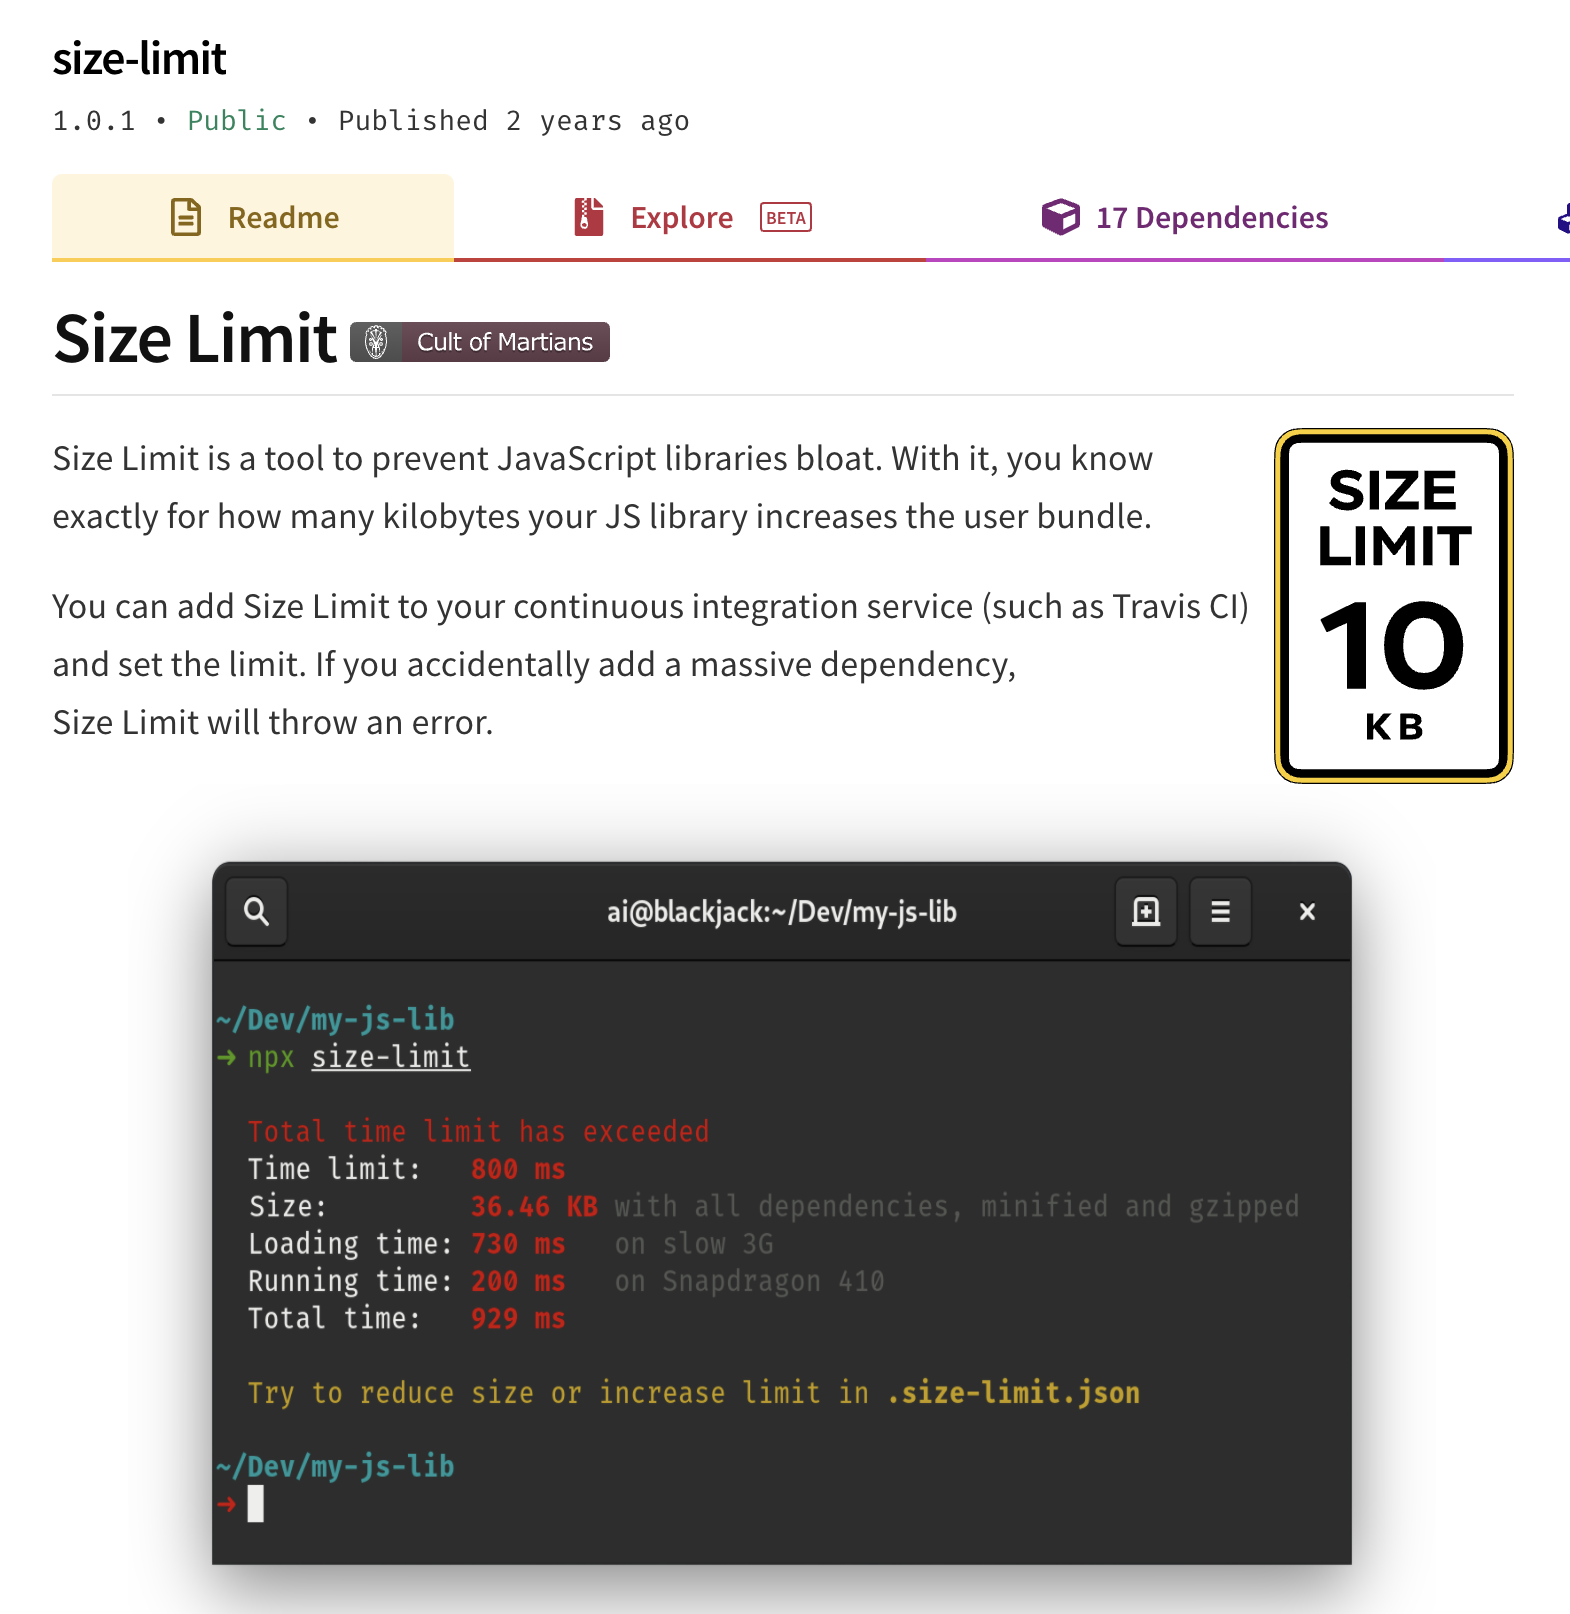 size-limit
1.0.1 • Public • Published 2 years ago
Readme
Explore BETA
17 Dependencies
Size Limit
Cult of Martians
Size Limit is a tool to prevent JavaScript libraries bloat. With it, you know
exactly for how many kilobytes your JS library increases the user bundle.
You can add Size Limit to your continuous integration service (such as Travis CI)
and set the limit. If you accidentally add a massive dependency,
Size Limit will throw an error.
SIZE
LIMIT
10
KB
ai@blackjack:~/Dev/my-js-lib
~/Dev/my-js-lib
➜ npx size-limit
Total time limit has exceeded
Time limit: 800 ms
Size: 36.46 KB with all dependencies, minified and gzipped
Loading time: 730 ms on slow 3G
Running time: 200 ms on Snapdragon 410
Total time: 929 ms
Try to reduce size or increase limit in .size-limit.json
~/Dev/my-js-lib
➜